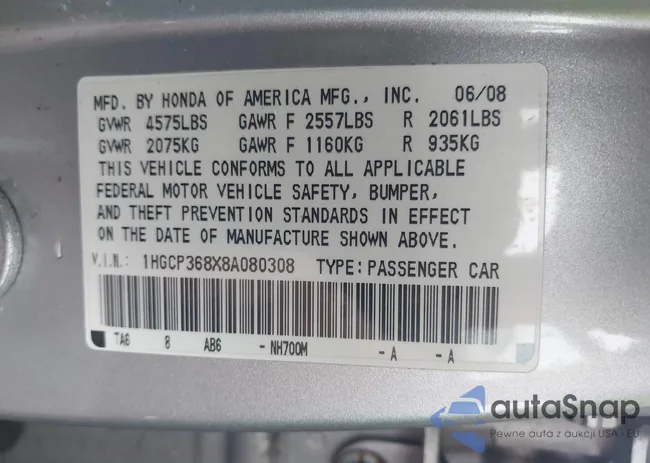 MFD. BY HONDA OF AMERICA MFG., INC. 06/08
GVWR 4575LBS GAWR F 2557LBS R 2061LBS
GVWR 2075KG GAWR F 1160KG R 935KG
THIS VEHICLE CONFORMS TO ALL APPLICABLE
FEDERAL MOTOR VEHICLE SAFETY, BUMPER,
AND THEFT PREVENTION STANDARDS IN EFFECT
ON THE DATE OF MANUFACTURE SHOWN ABOVE.
V.I.N.: 1HGCP368X8A080308 TYPE: PASSENGER CAR
TA6 8 AB6 - NH700M - A - A
autaSnap
Pewne auta z aukcji USA i EU